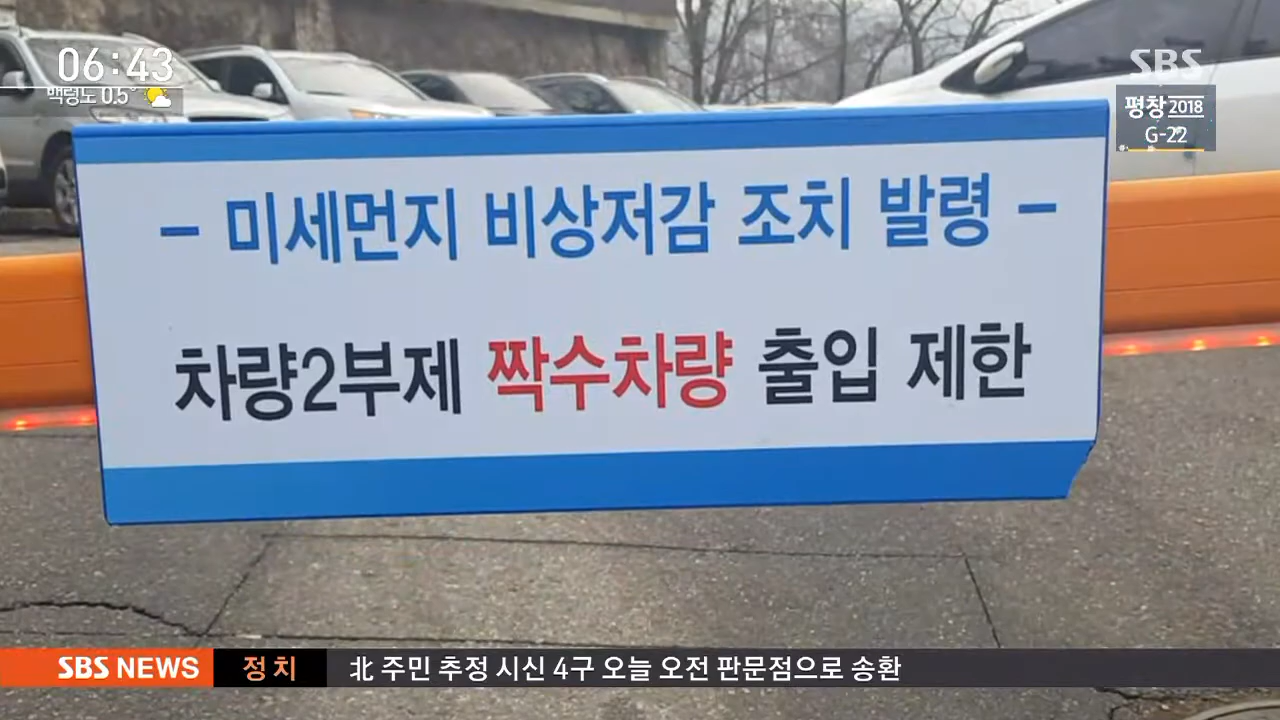 06:43
백령도 0.5°
SBS
평창 2018
G-22
- 미세먼지 비상저감 조치 발령 -
차량2부제 짝수차량 출입 제한
SBS NEWS 정치 北 주민 추정 시신 4구 오늘 오전 판문점으로 송환